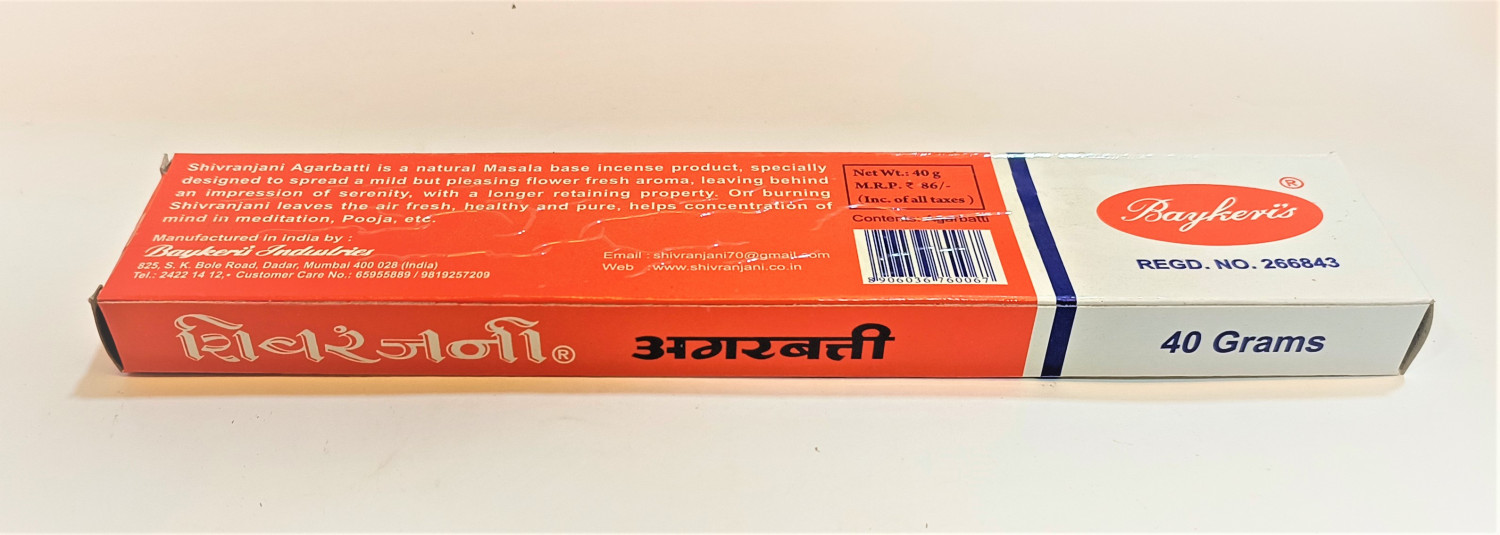 Shivranjani Agarbatti is a natural Masala base incense product, specially
designed to spread a mild but pleasing flower fresh aroma, leaving behind
an impression of serenity, with a longer retaining property. On burning
Shivranjani leaves the air fresh, healthy and pure, helps concentration of
mind in meditation, Pooja, etc.
Manufactured in India by :
Baykeris Industries
825, S. K. Bole Road, Dadar, Mumbai 400 028 (India)
Tel.: 2422 14 12, • Customer Care No.: 65955889 / 9819257209
Email : shivranjani70@gmail.com
Web : www.shivranjani.co.in
Net Wt.: 40 g
M.R.P. ₹ 86/-
(Inc. of all taxes )
Contents: Agarbatti
8906036760067
Baykeris ®
REGD. NO. 266843
शिवरंजनी ® अगरबत्ती
40 Grams